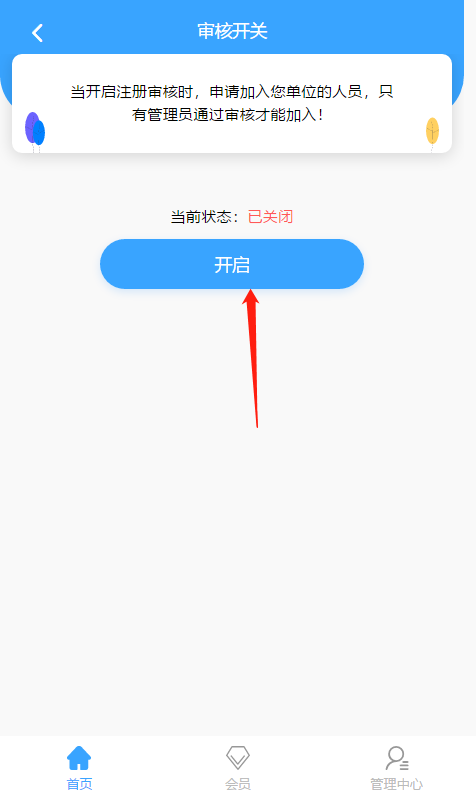 审核开关
当开启注册审核时，申请加入您单位的人员，只
有管理员通过审核才能加入！
当前状态：已关闭
开启
首页
会员
管理中心